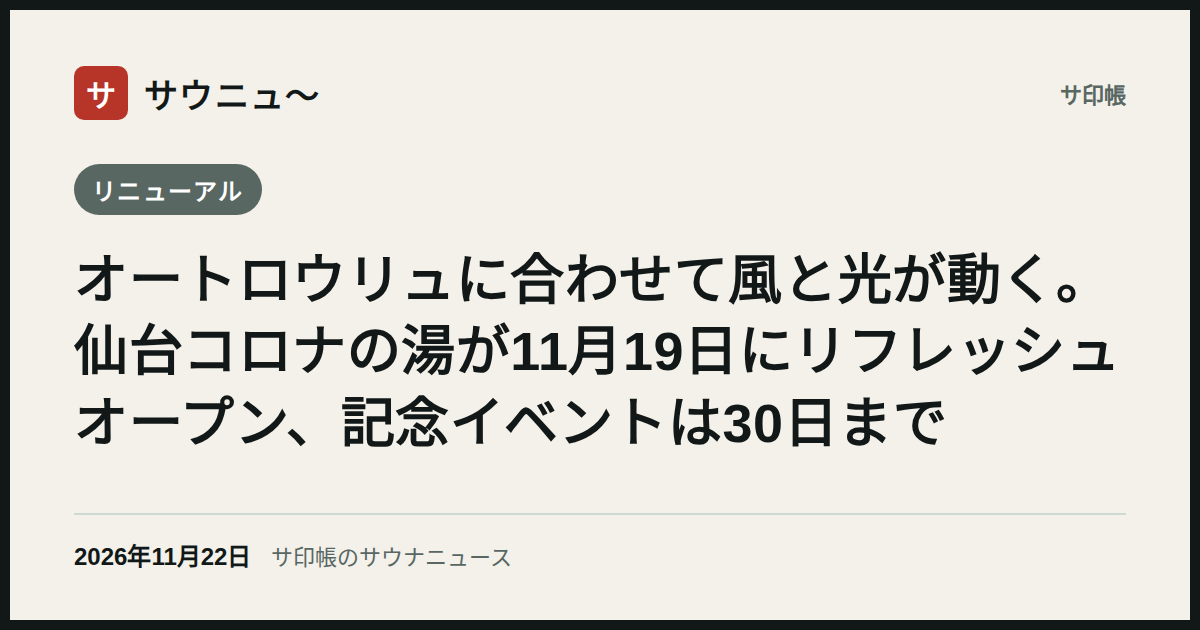 サ サウニュ〜
サ印帳
リニューアル
オートロウリュに合わせて風と光が動く。
仙台コロナの湯が11月19日にリフレッシュ
オープン、記念イベントは30日まで
2026年11月22日 サ印帳のサウナニュース